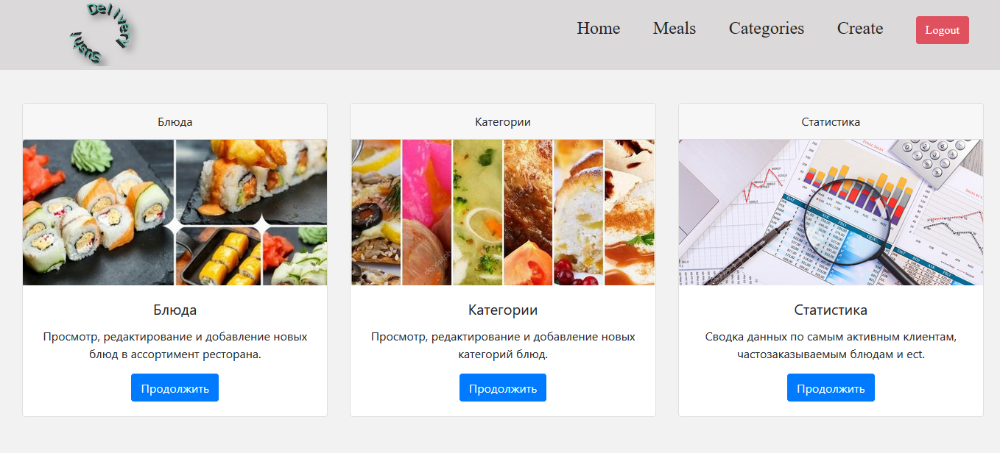 Delivery
Sushi
Home
Meals
Categories
Create
Logout
Блюда
Категории
Статистика
Блюда
Просмотр, редактирование и добавление новых
блюд в ассортимент ресторана.
Продолжить
Категории
Просмотр, редактирование и добавление новых
категорий блюд.
Продолжить
Статистика
Сводка данных по самым активным клиентам,
частозаказываемым блюдам и ect.
Продолжить